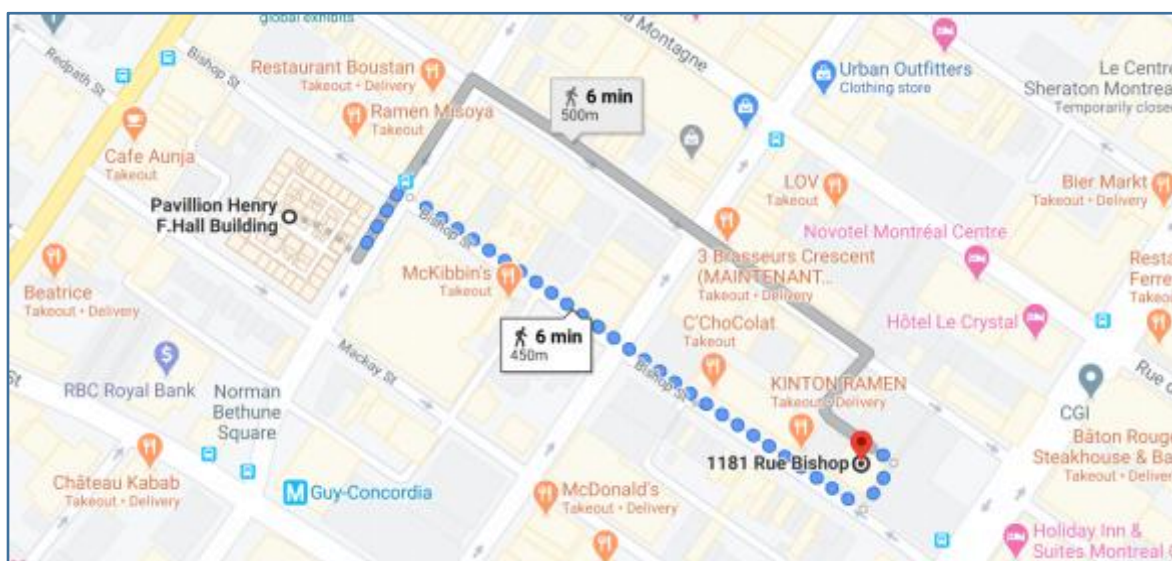 global exhibits
la Montagne
Redpath St
Bishop St
Restaurant Boustan
Takeout • Delivery
Ramen Misoya
Takeout
6 min
500m
Urban Outfitters
Clothing store
Le Centre
Sheraton Montrea
Temporarily closed
Cafe Aunja
Takeout
LOV
Takeout
Bier Markt
Takeout • Delivery
Pavillion Henry
F.Hall Building
Bishop St
Novotel Montréal Centre
McKibbin's
Takeout
3 Brasseurs Crescent
(MAINTENANT...
Takeout • Delivery
Resta
Ferre
Takeo
Beatrice
Takeout • Delivery
6 min
450m
C'ChoColat
Takeout
Hôtel Le Crystal
Mackay St
Bishop St
KINTON RAMEN
Takeout • Delivery
Rue d
St
RBC Royal Bank
Norman
Bethune
Square
CGI
1181 Rue Bishop
Bâton Rouge
Steakhouse & Ba
Takeout • Deliver
Château Kabab
Takeout • Delivery
M
Guy-Concordia
McDonald's
Takeout • Delivery
Holiday Inn &
Suites Montreal C